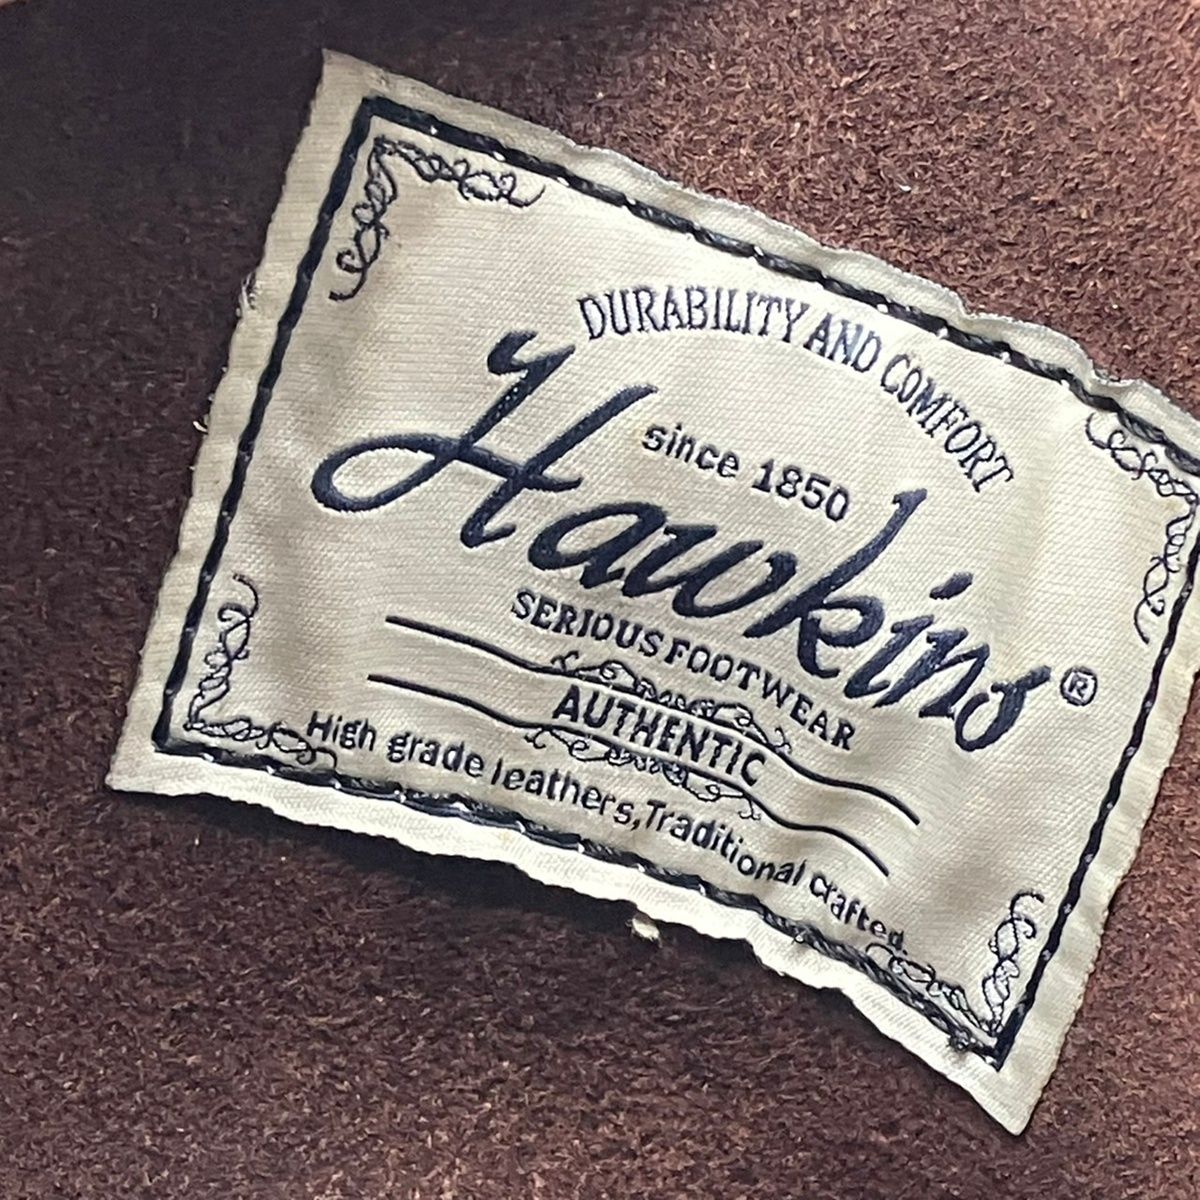 DURABILITY AND COMFORT
since 1850
Hawkins®
SERIOUS FOOTWEAR
AUTHENTIC
High grade leathers,Traditional crafted.